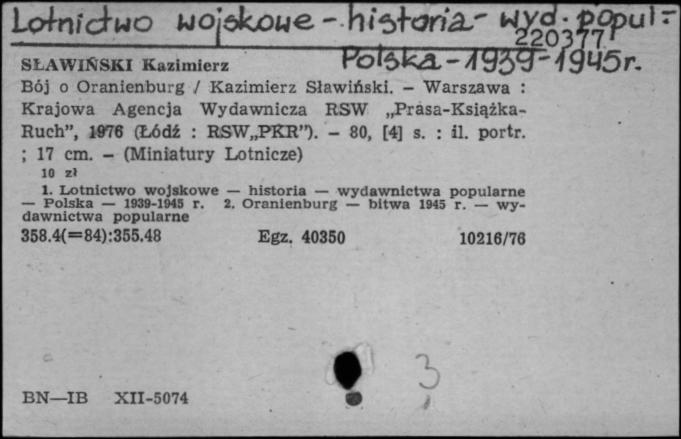 Lotnictwo wojskowe - historia - wyd. popul. -
220377
Polska - 1939-1945 r.
SŁAWIŃSKI Kazimierz
Bój o Oranienburg / Kazimierz Sławiński. – Warszawa :
Krajowa Agencja Wydawnicza RSW „Prasa-Książka-
Ruch”, 1976 (Łódź : RSW„PKR”). – 80, [4] s. : il. portr.
; 17 cm. – (Miniatury Lotnicze)
10 zł
1. Lotnictwo wojskowe — historia — wydawnictwa popularne
— Polska — 1939-1945 r. 2. Oranienburg — bitwa 1945 r. — wy-
dawnictwa popularne
358.4(=84):355.48 Egz. 40350 10216/76
3
BN—IB XII-5074